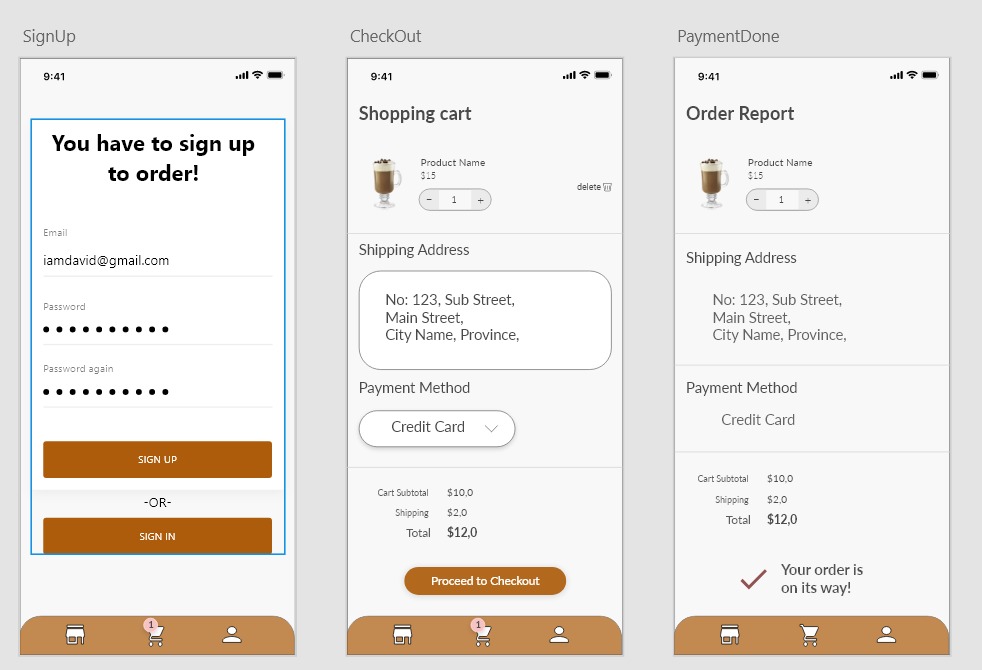 SignUp
9:41
You have to sign up
to order!
Email
iamdavid@gmail.com
Password
Password again
SIGN UP
-OR-
SIGN IN
1
CheckOut
9:41
Shopping cart
Product Name
$15
− 1 +
delete
Shipping Address
No: 123, Sub Street,
Main Street,
City Name, Province,
Payment Method
Credit Card
Cart Subtotal $10,0
Shipping $2,0
Total $12,0
Proceed to Checkout
1
PaymentDone
9:41
Order Report
Product Name
$15
− 1 +
Shipping Address
No: 123, Sub Street,
Main Street,
City Name, Province,
Payment Method
Credit Card
Cart Subtotal $10,0
Shipping $2,0
Total $12,0
Your order is
on its way!